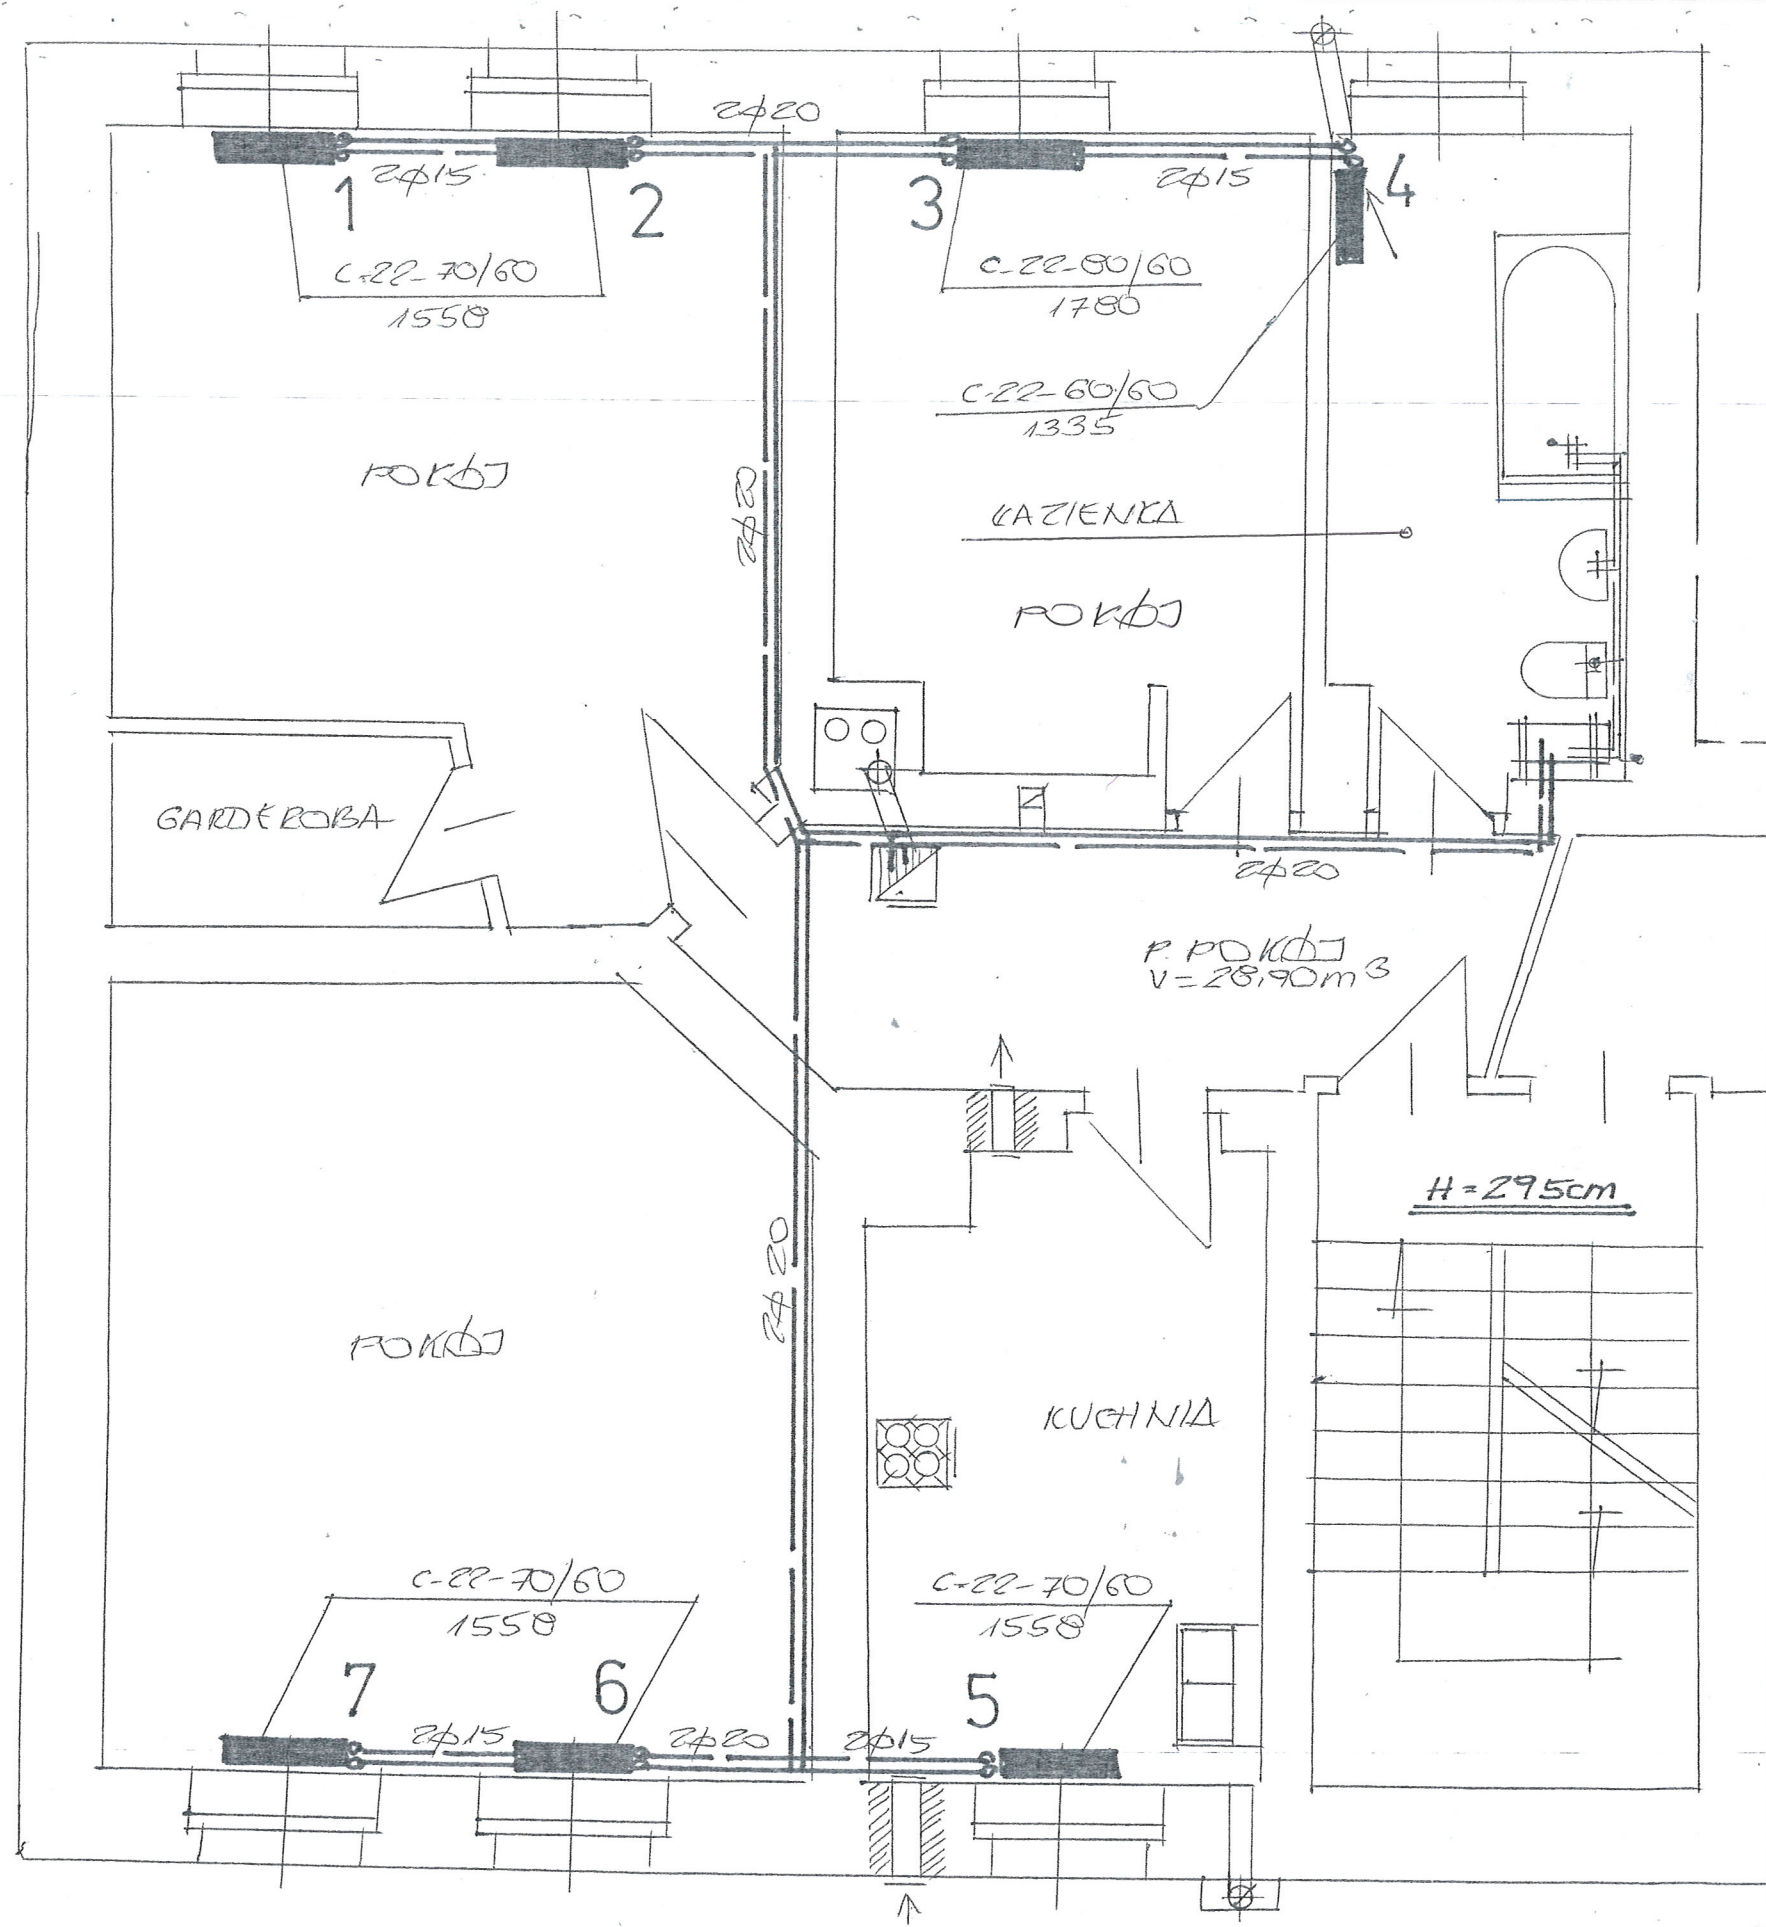 2ϕ20
2ϕ15
2ϕ15
1
2
3
4
C-22-70/60
1558
C-22-80/60
1780
C-22-60/60
1335
POKÓJ
2ϕ20
ŁAZIENKA
POKÓJ
GARDEROBA
2ϕ20
P. POKÓJ
V=28,90m3
H=295cm
2ϕ20
POKÓJ
KUCHNIA
C-22-70/60
1558
C-22-70/60
1558
7
6
5
2ϕ15
2ϕ20
2ϕ15